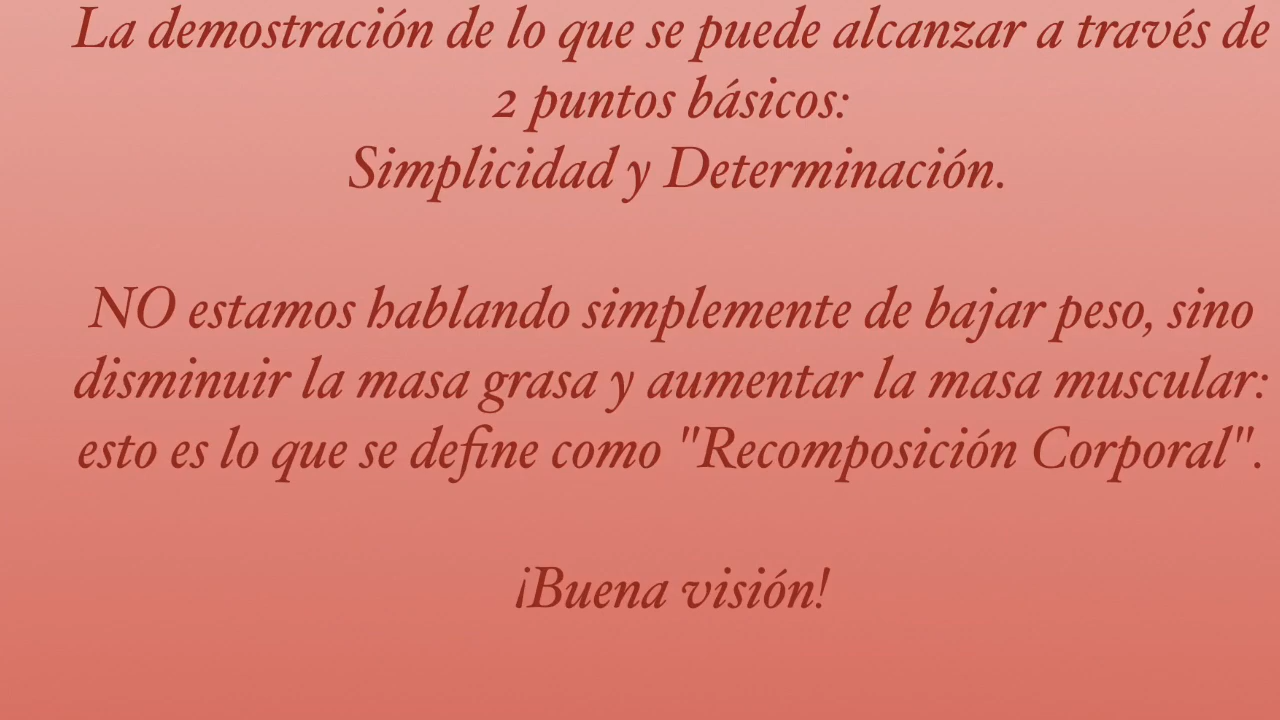 La demostración de lo que se puede alcanzar a través de
2 puntos básicos:
Simplicidad y Determinación.
NO estamos hablando simplemente de bajar peso, sino
disminuir la masa grasa y aumentar la masa muscular:
esto es lo que se define como "Recomposición Corporal".
¡Buena visión!